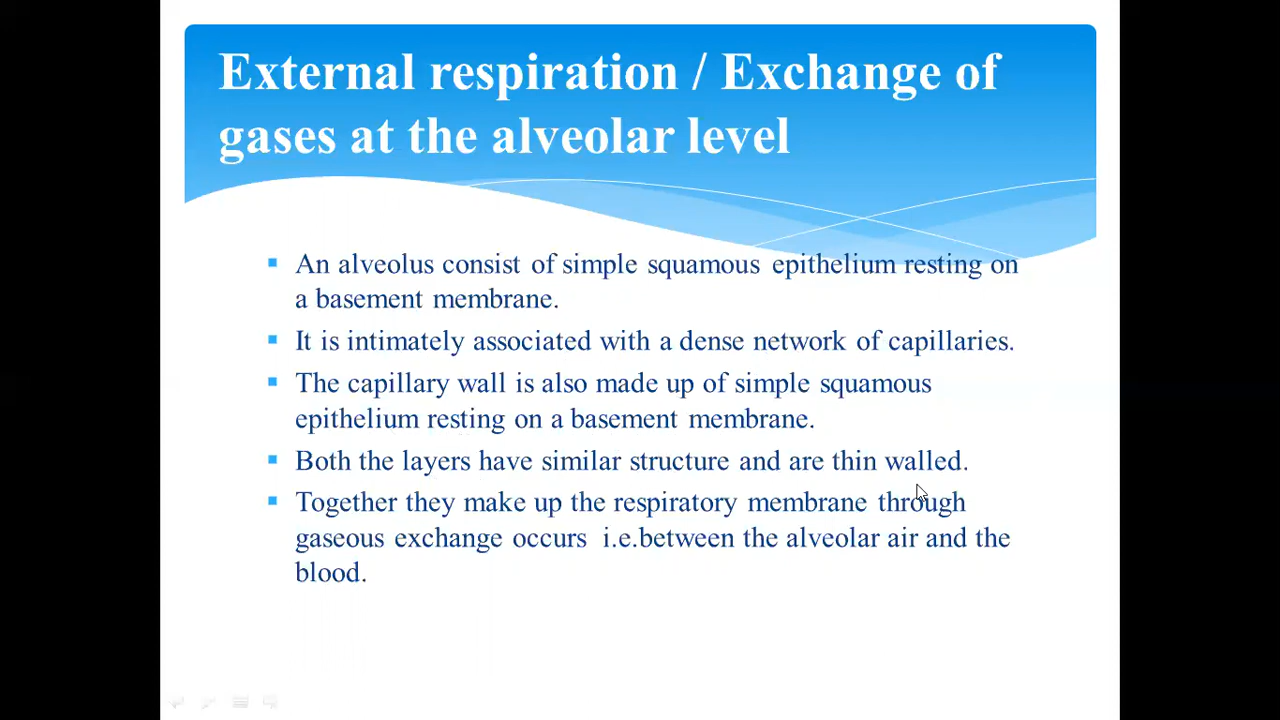 External respiration / Exchange of
gases at the alveolar level
▪ An alveolus consist of simple squamous epithelium resting on
a basement membrane.
▪ It is intimately associated with a dense network of capillaries.
▪ The capillary wall is also made up of simple squamous
epithelium resting on a basement membrane.
▪ Both the layers have similar structure and are thin walled.
▪ Together they make up the respiratory membrane through
gaseous exchange occurs i.e.between the alveolar air and the
blood.